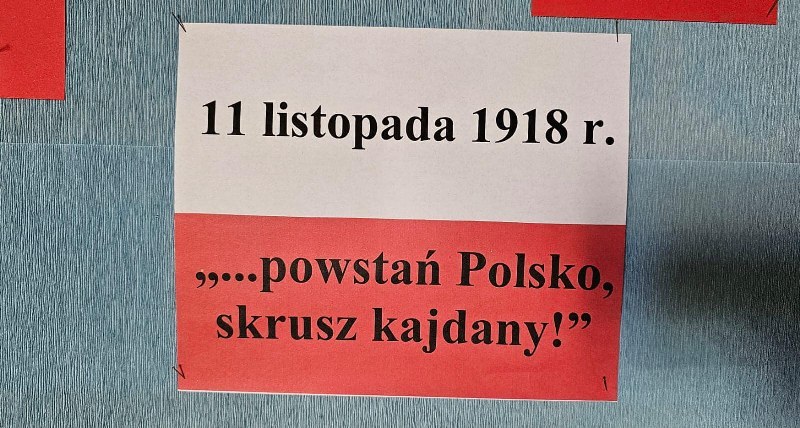 11 listopada 1918 r.
„...powstań Polsko,
skrusz kajdany!”